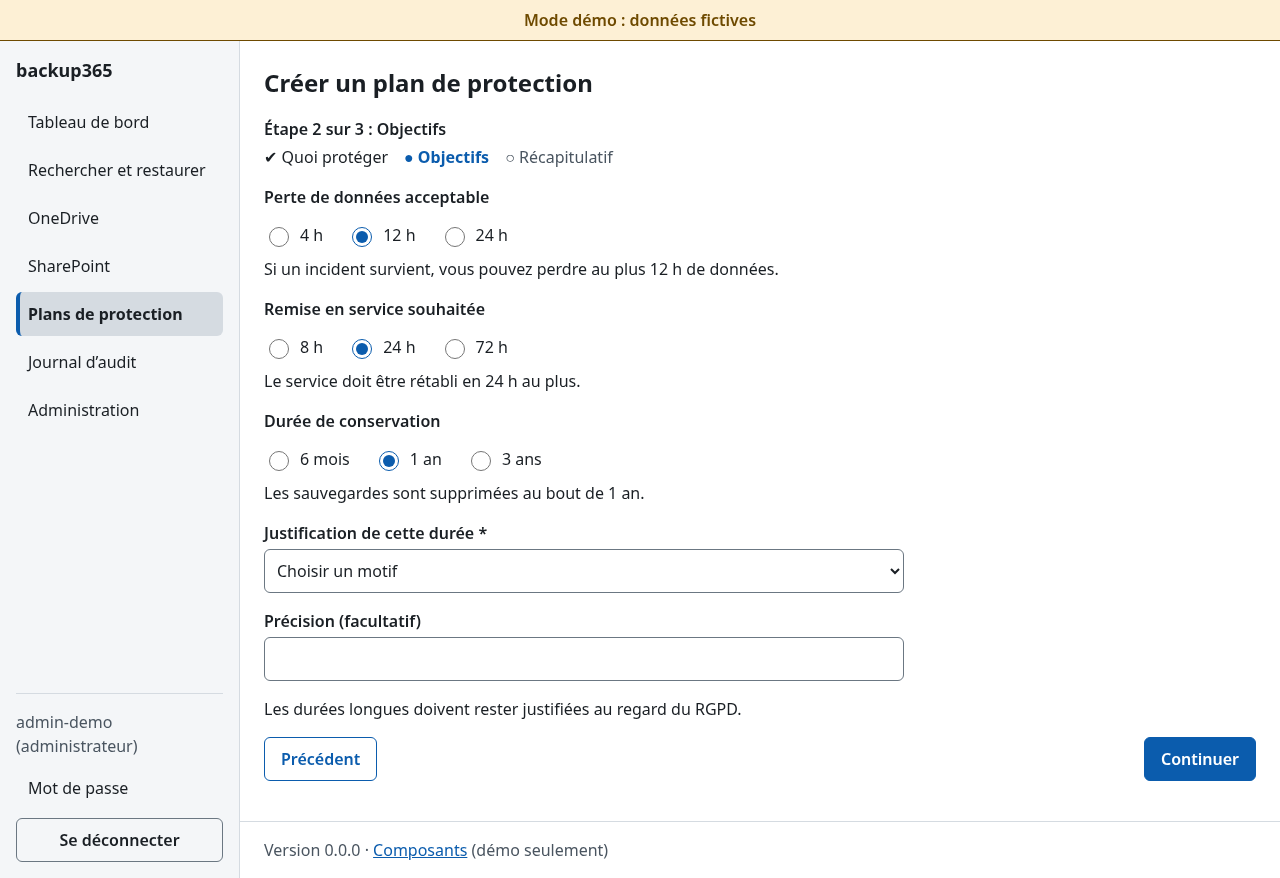 Mode démo : données fictives
backup365
Tableau de bord
Rechercher et restaurer
OneDrive
SharePoint
Plans de protection
Journal d’audit
Administration
admin-demo
(administrateur)
Mot de passe
Se déconnecter
Créer un plan de protection
Étape 2 sur 3 : Objectifs
✔ Quoi protéger ● Objectifs ○ Récapitulatif
Perte de données acceptable
4 h 12 h 24 h
Si un incident survient, vous pouvez perdre au plus 12 h de données.
Remise en service souhaitée
8 h 24 h 72 h
Le service doit être rétabli en 24 h au plus.
Durée de conservation
6 mois 1 an 3 ans
Les sauvegardes sont supprimées au bout de 1 an.
Justification de cette durée *
Choisir un motif
Précision (facultatif)
Les durées longues doivent rester justifiées au regard du RGPD.
Précédent Continuer
Version 0.0.0 · Composants (démo seulement)